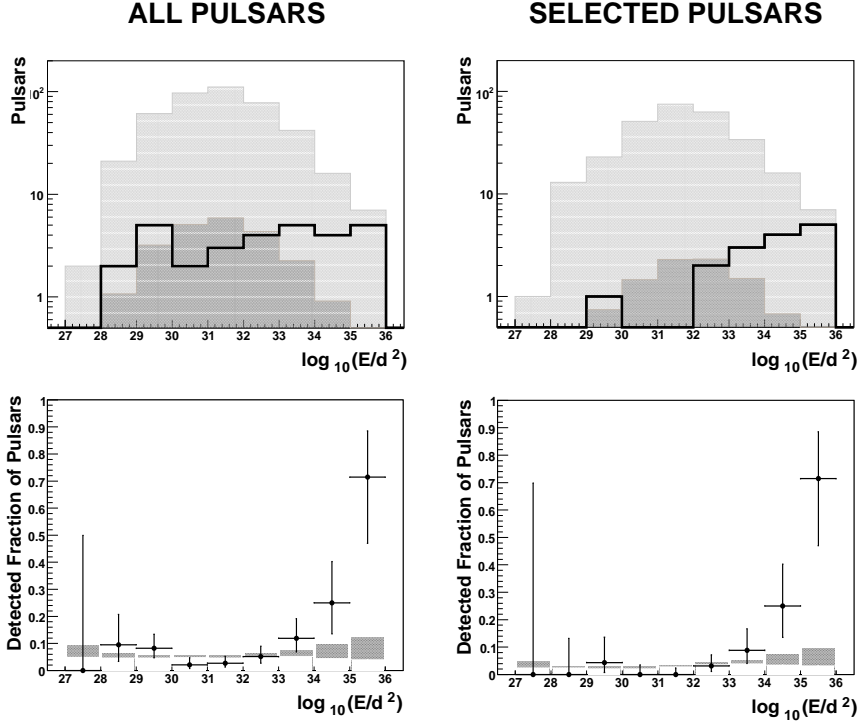 ALL PULSARS
SELECTED PULSARS
Pulsars
10²
10
1
27 28 29 30 31 32 33 34 35 36
log 10 (E/d ²)
Pulsars
10²
10
1
27 28 29 30 31 32 33 34 35 36
log 10 (E/d ²)
Detected Fraction of Pulsars
1
0.9
0.8
0.7
0.6
0.5
0.4
0.3
0.2
0.1
0
27 28 29 30 31 32 33 34 35 36
log 10 (E/d ²)
Detected Fraction of Pulsars
1
0.9
0.8
0.7
0.6
0.5
0.4
0.3
0.2
0.1
0
27 28 29 30 31 32 33 34 35 36
log 10 (E/d ²)